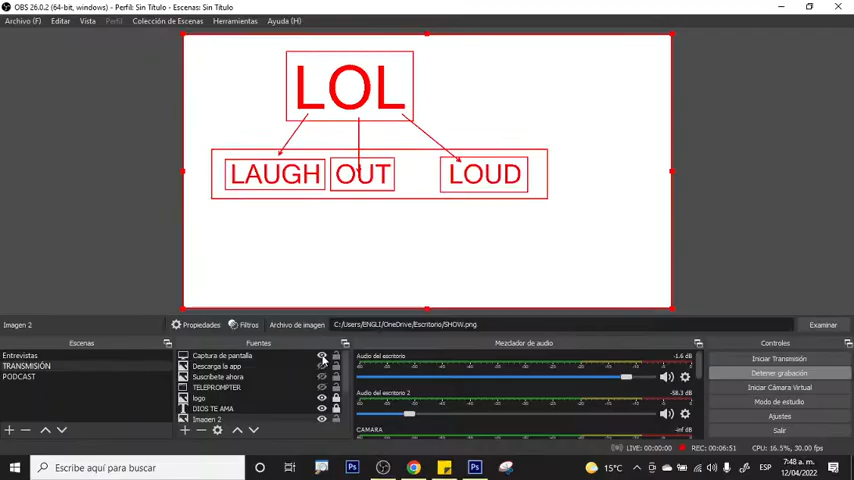 OBS 26.0.2 (64-bit, windows) - Perfil: Sin Título - Escenas: Sin Título
Archivo (F) Editar Vista Perfil Colección de Escenas Herramientas Ayuda (H)
LOL
LAUGH OUT LOUD
Imagen 2 Propiedades Filtros Archivo de imagen C:/Users/ENGLI/OneDrive/Escritorio/SHOW.png Examinar
Escenas Fuentes Mezclador de audio Controles
Entrevistas
TRANSMISIÓN
PODCAST
Captura de pantalla
Descarga la app
Suscribete ahora
TELEPROMPTER
logo
DIOS TE AMA
Imagen 2
Audio del escritorio -1.6 dB
Audio del escritorio 2 -58.3 dB
CAMARA -inf dB
Iniciar Transmisión
Detener grabación
Iniciar Cámara Virtual
Modo de estudio
Ajustes
Salir
LIVE: 00:00:00 REC: 00:06:51 CPU: 16.5%, 30.00 fps
Escribe aquí para buscar
15°C ESP 7:48 a. m.
12/04/2022